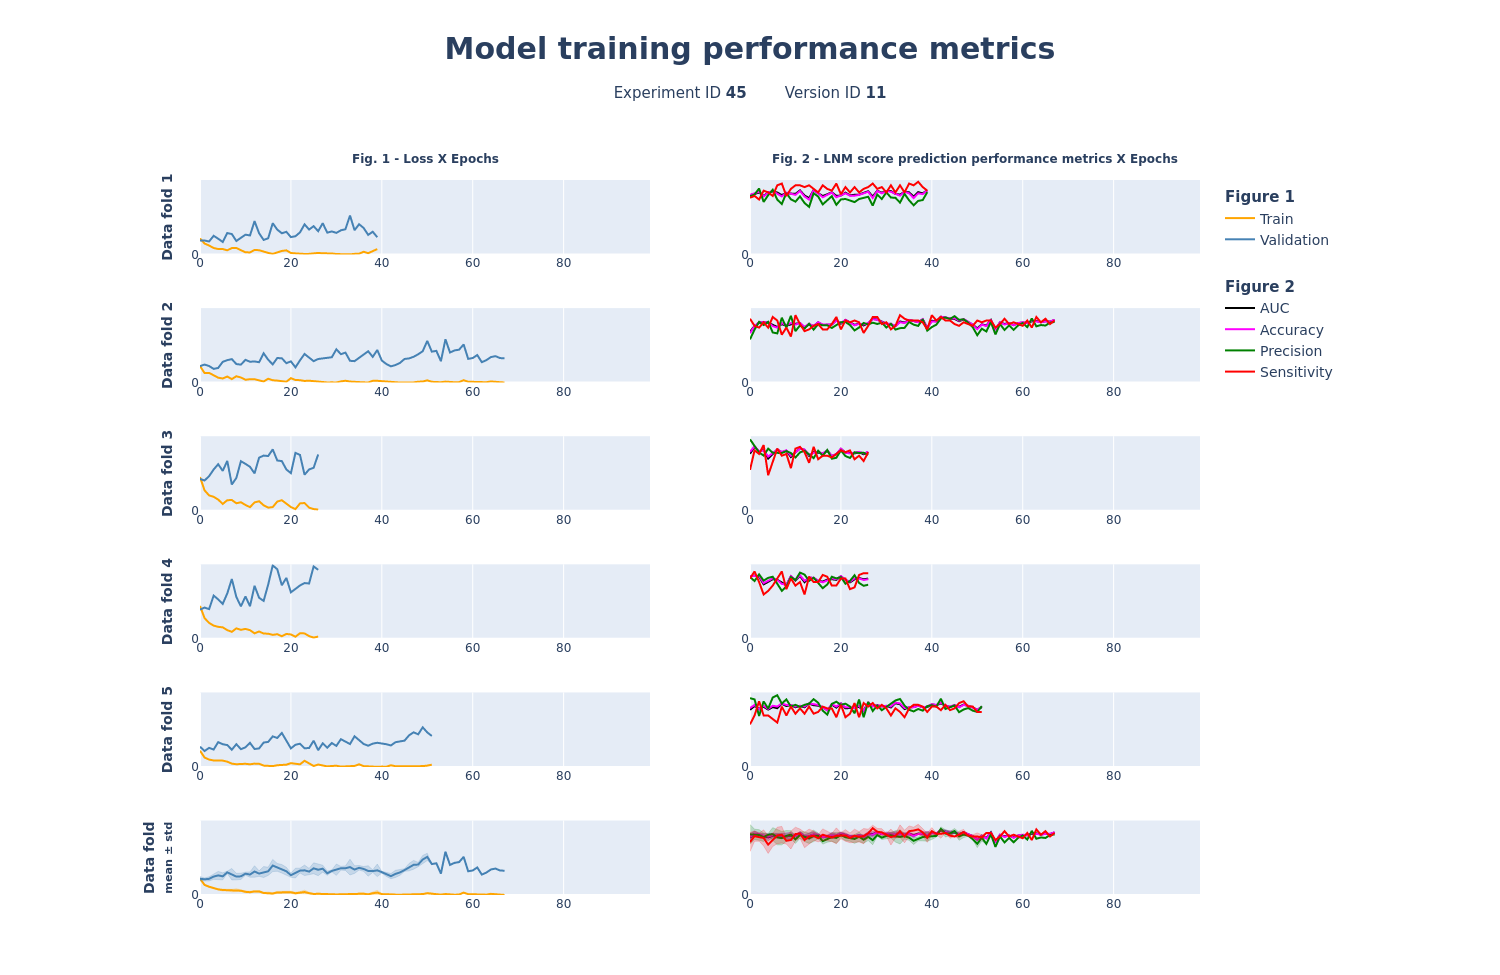 Model training performance metrics
Experiment ID 45 Version ID 11
Fig. 1 - Loss X Epochs
Fig. 2 - LNM score prediction performance metrics X Epochs
Data fold 1
0
0 20 40 60 80
0
0 20 40 60 80
Figure 1
Train
Validation
Figure 2
AUC
Accuracy
Precision
Sensitivity
Data fold 2
0
0 20 40 60 80
0
0 20 40 60 80
Data fold 3
0
0 20 40 60 80
0
0 20 40 60 80
Data fold 4
0
0 20 40 60 80
0
0 20 40 60 80
Data fold 5
0
0 20 40 60 80
0
0 20 40 60 80
Data fold
mean ± std
0
0 20 40 60 80
0
0 20 40 60 80